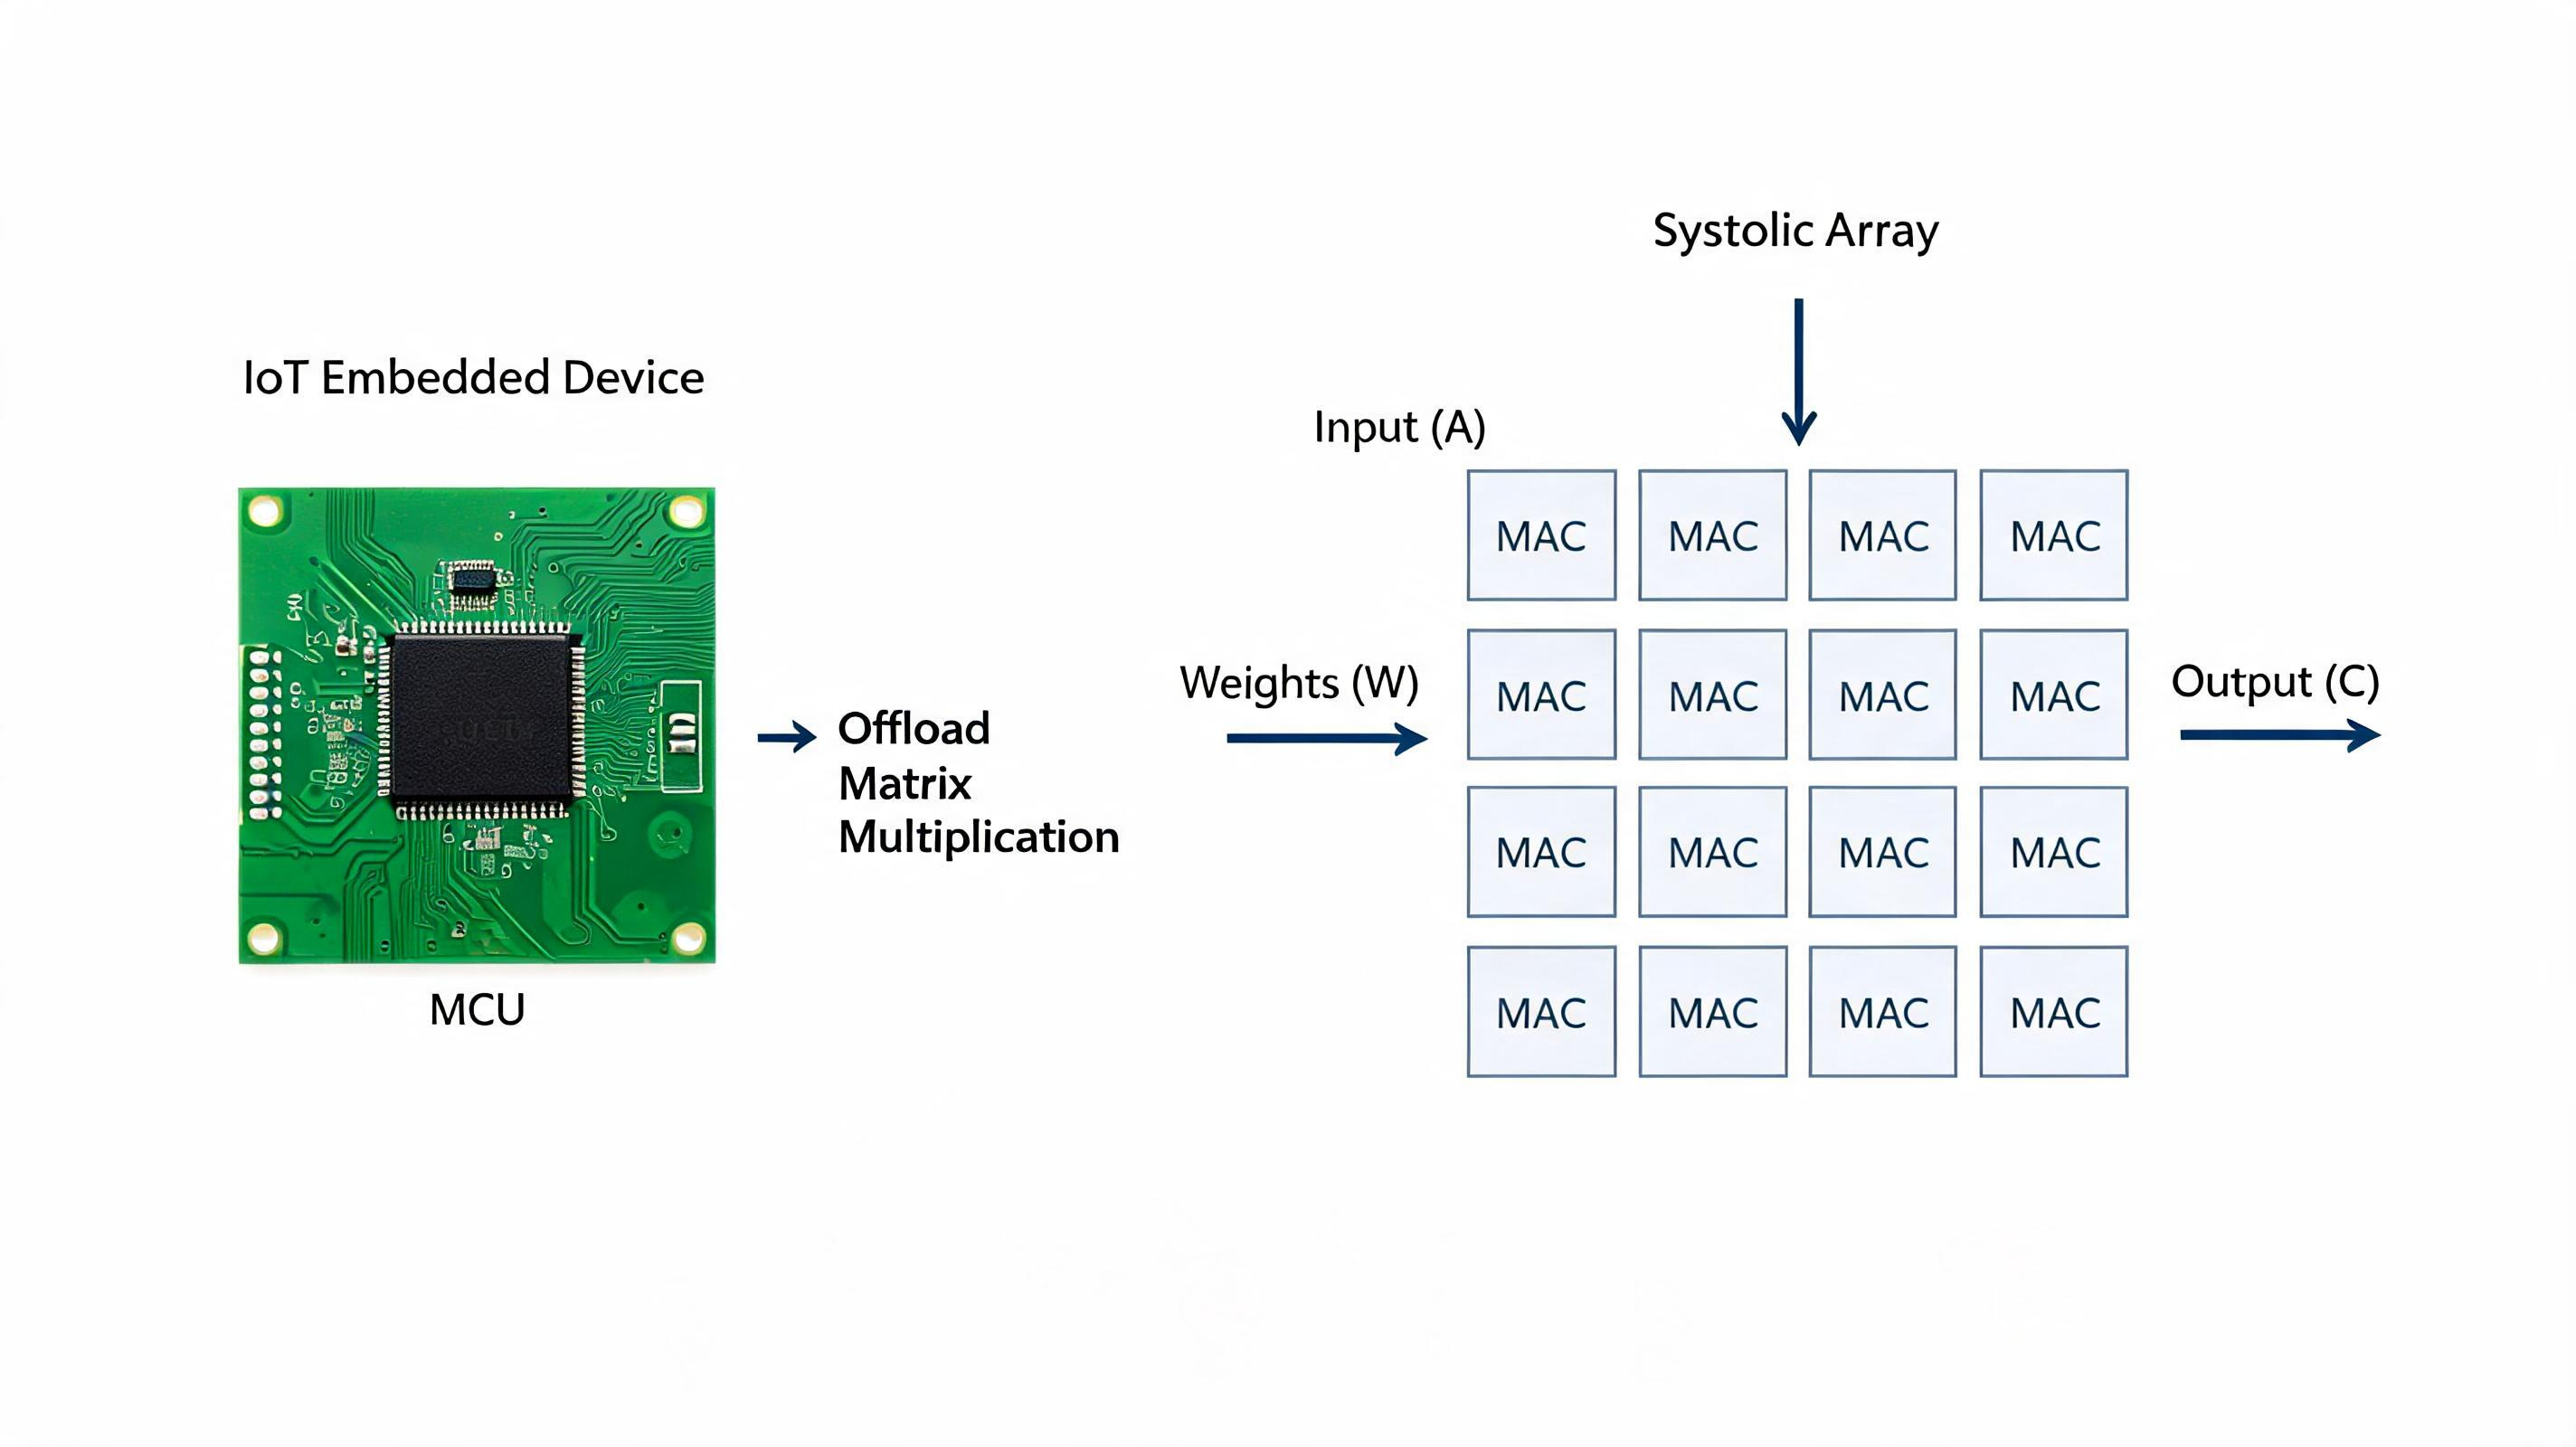 IoT Embedded Device
MCU
Offload
Matrix
Multiplication
Systolic Array
Input (A)
Weights (W)
MAC MAC MAC MAC
MAC MAC MAC MAC
MAC MAC MAC MAC
MAC MAC MAC MAC
Output (C)